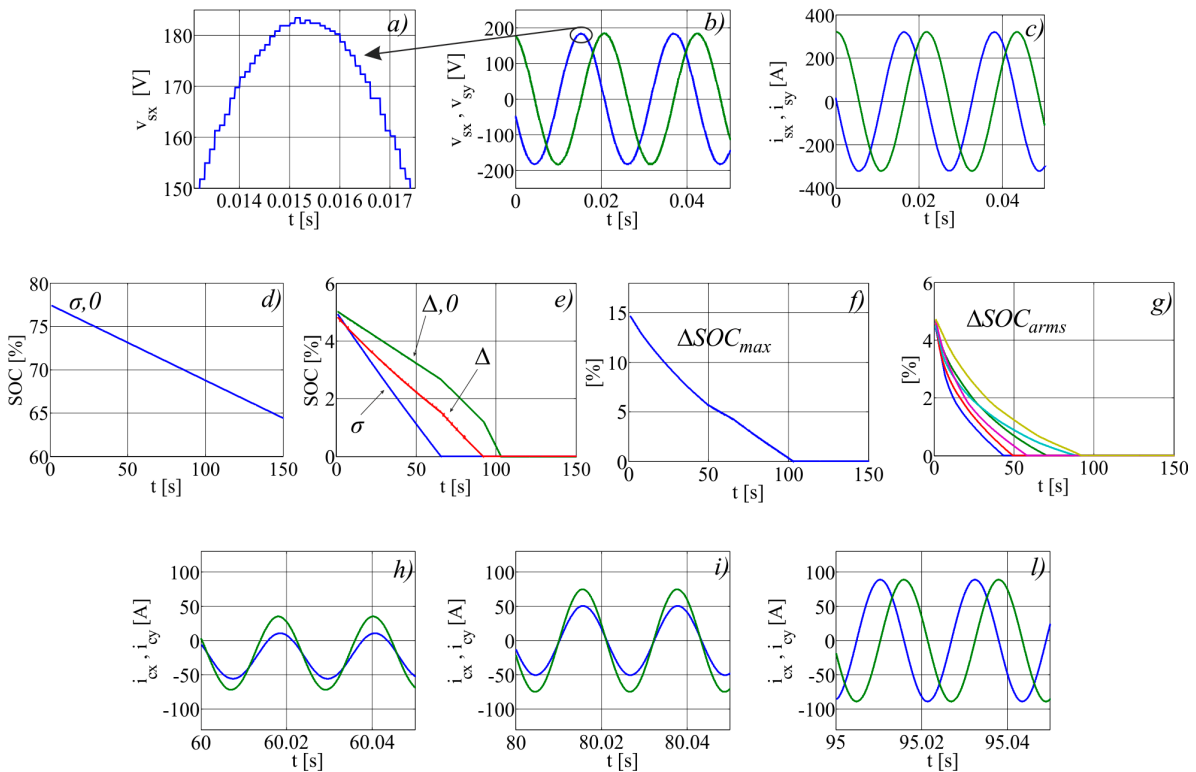 a)
v_sx [V]
180
170
160
150
0.014 0.015 0.016 0.017
t [s]
b)
v_sx , v_sy [V]
200
100
0
-100
-200
0 0.02 0.04
t [s]
c)
i_sx , i_sy [A]
400
200
0
-200
-400
0 0.02 0.04
t [s]
d)
σ,0
SOC [%]
80
75
70
65
60
0 50 100 150
t [s]
e)
Δ,0
Δ
σ
SOC [%]
6
4
2
0
0 50 100 150
t [s]
f)
ΔSOC_max
[%]
15
10
5
0
0 50 100 150
t [s]
g)
ΔSOC_arms
[%]
6
4
2
0
0 50 100 150
t [s]
h)
i_cx , i_cy [A]
100
50
0
-50
-100
60 60.02 60.04
t [s]
i)
i_cx , i_cy [A]
100
50
0
-50
-100
80 80.02 80.04
t [s]
l)
i_cx , i_cy [A]
100
50
0
-50
-100
95 95.02 95.04
t [s]